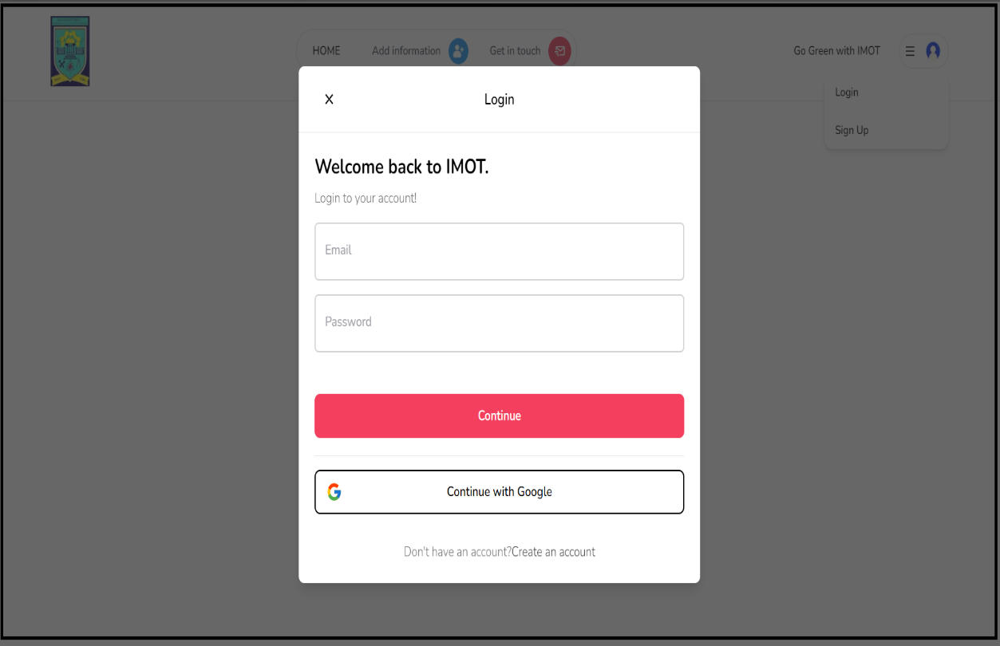 HOME Add information Get in touch Go Green with IMOT
Login
Sign Up
X Login
Welcome back to IMOT.
Login to your account!
Email
Password
Continue
Continue with Google
Don't have an account?Create an account